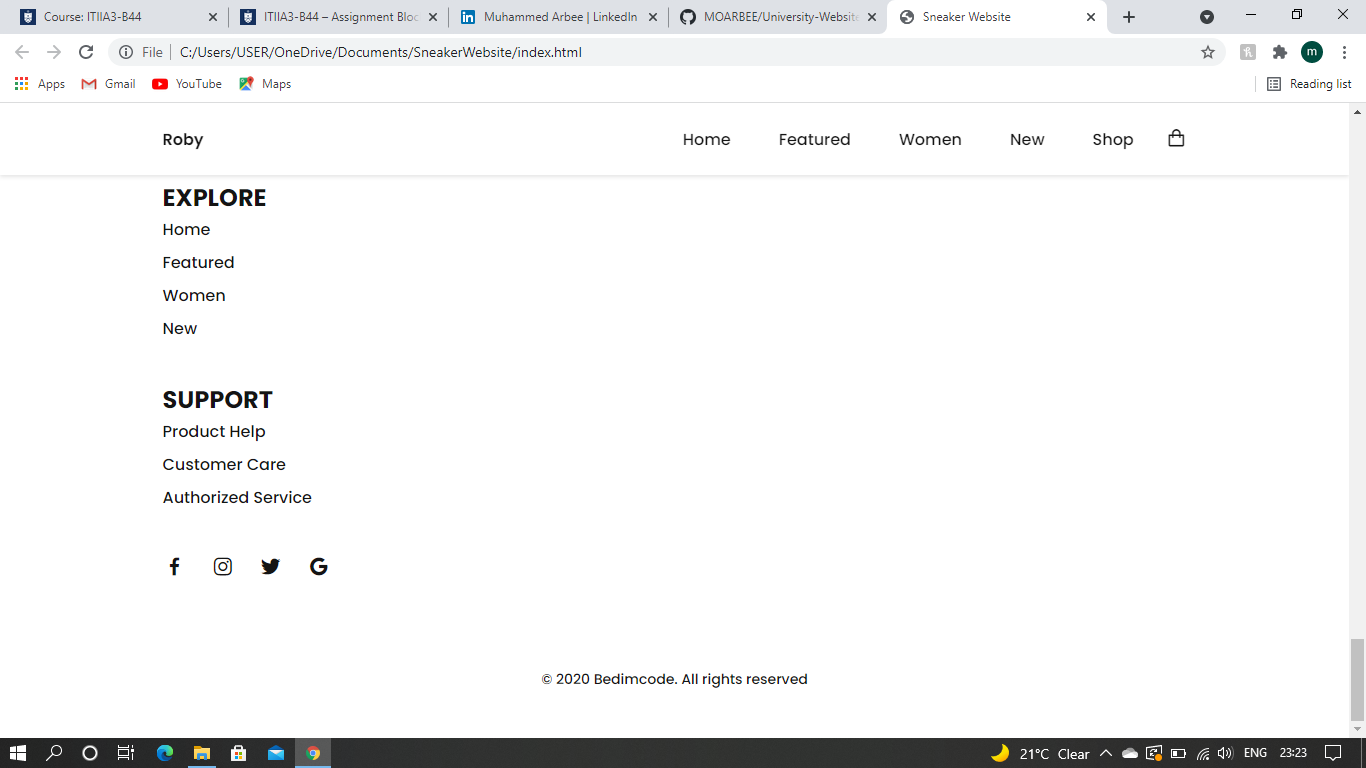 Course: ITIIA3-B44
ITIIA3-B44 – Assignment Bloc
Muhammed Arbee | LinkedIn
MOARBEE/University-Website
Sneaker Website
File
C:/Users/USER/OneDrive/Documents/SneakerWebsite/index.html
m
Apps
Gmail
YouTube
Maps
Reading list
Roby
Home
Featured
Women
New
Shop
EXPLORE
Home
Featured
Women
New
SUPPORT
Product Help
Customer Care
Authorized Service
© 2020 Bedimcode. All rights reserved
21°C Clear
ENG
23:23